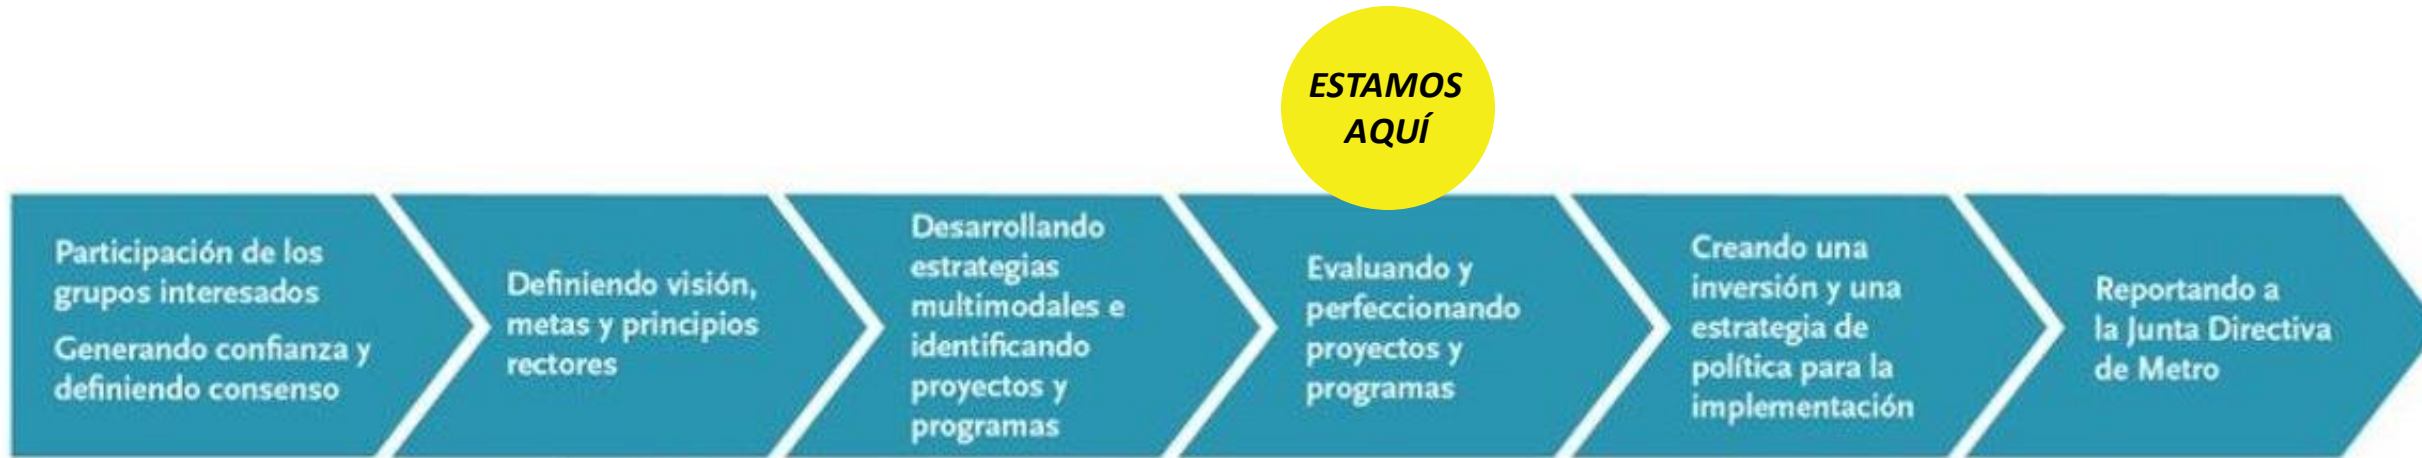 ESTAMOS
AQUÍ
Participación de los
grupos interesados
Generando confianza y
definiendo consenso
Definiendo visión,
metas y principios
rectores
Desarrollando
estrategias
multimodales e
identificando
proyectos y
programas
Evaluando y
perfeccionando
proyectos y
programas
Creando una
inversión y una
estrategia de
política para la
implementación
Reportando a
la Junta Directiva
de Metro